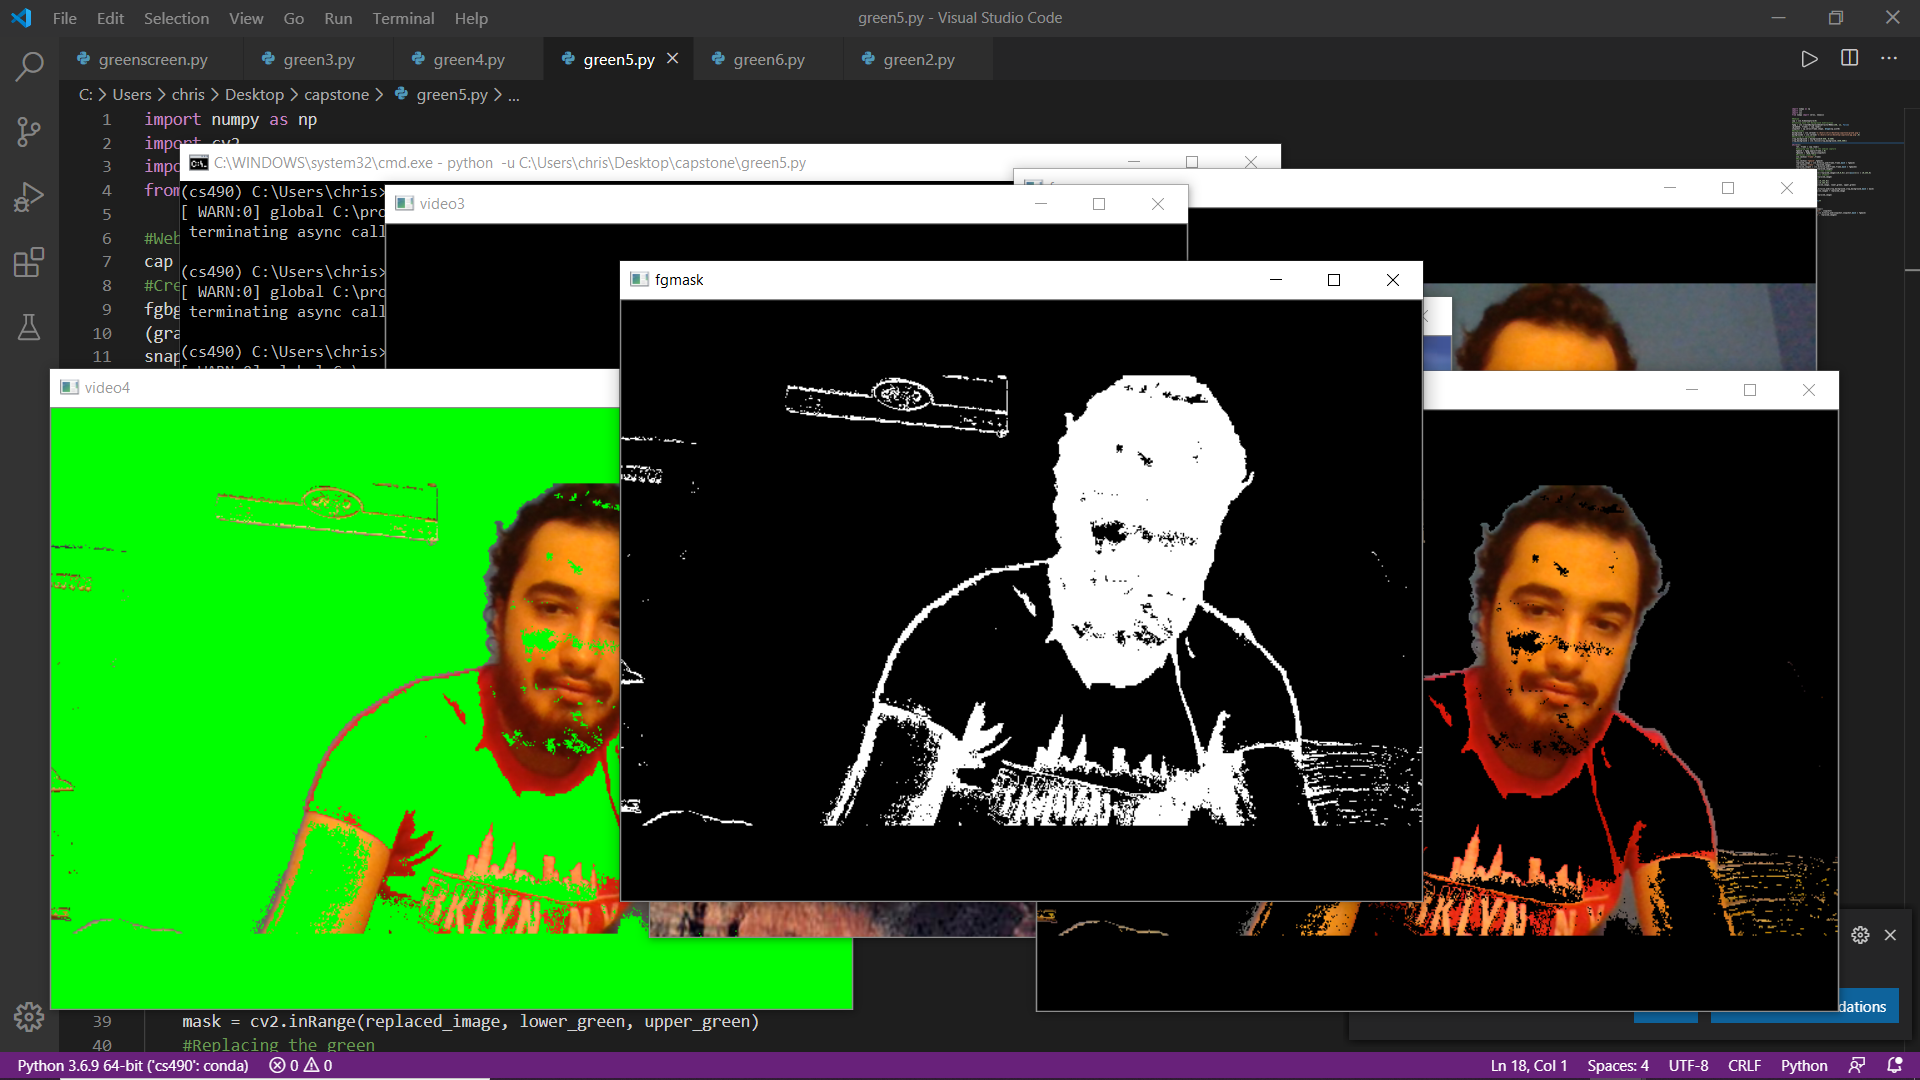 File Edit Selection View Go Run Terminal Help
green5.py - Visual Studio Code
greenscreen.py green3.py green4.py green5.py green6.py green2.py
C: > Users > chris > Desktop > capstone > green5.py > ...
1 import numpy as np
2 import cv2
3 impo
4 from
5
6 #Web
7 cap
8 #Cre
9 fgbg
10 (gra
11 snap
C:\WINDOWS\system32\cmd.exe - python -u C:\Users\chris\Desktop\capstone\green5.py
(cs490) C:\Users\chris>
[ WARN:0] global C:\pro
terminating async call
(cs490) C:\Users\chris>
[ WARN:0] global C:\pro
terminating async call
(cs490) C:\Users\chris>
video3
fgmask
video4
KLYN NY
RKLYN N
39 mask = cv2.inRange(replaced_image, lower_green, upper_green)
40 #Replacing the green
dations
Python 3.6.9 64-bit ('cs490': conda) 0 0
Ln 18, Col 1 Spaces: 4 UTF-8 CRLF Python